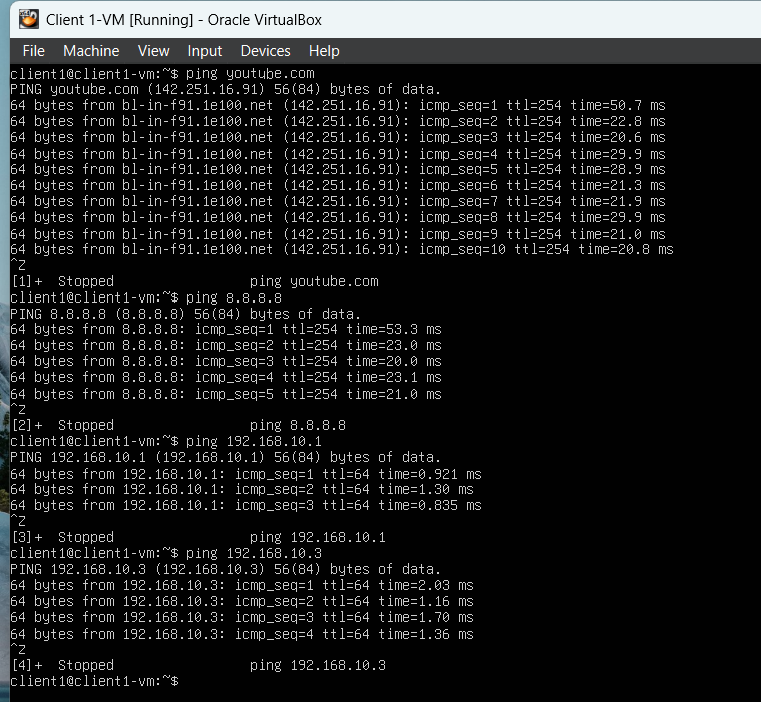 Client 1-VM [Running] - Oracle VirtualBox
File Machine View Input Devices Help
client1@client1-vm:~$ ping youtube.com
PING youtube.com (142.251.16.91) 56(84) bytes of data.
64 bytes from bl-in-f91.1e100.net (142.251.16.91): icmp_seq=1 ttl=254 time=50.7 ms
64 bytes from bl-in-f91.1e100.net (142.251.16.91): icmp_seq=2 ttl=254 time=22.8 ms
64 bytes from bl-in-f91.1e100.net (142.251.16.91): icmp_seq=3 ttl=254 time=20.6 ms
64 bytes from bl-in-f91.1e100.net (142.251.16.91): icmp_seq=4 ttl=254 time=29.9 ms
64 bytes from bl-in-f91.1e100.net (142.251.16.91): icmp_seq=5 ttl=254 time=28.9 ms
64 bytes from bl-in-f91.1e100.net (142.251.16.91): icmp_seq=6 ttl=254 time=21.3 ms
64 bytes from bl-in-f91.1e100.net (142.251.16.91): icmp_seq=7 ttl=254 time=21.9 ms
64 bytes from bl-in-f91.1e100.net (142.251.16.91): icmp_seq=8 ttl=254 time=29.9 ms
64 bytes from bl-in-f91.1e100.net (142.251.16.91): icmp_seq=9 ttl=254 time=21.0 ms
64 bytes from bl-in-f91.1e100.net (142.251.16.91): icmp_seq=10 ttl=254 time=20.8 ms
^Z
[1]+  Stopped                 ping youtube.com
client1@client1-vm:~$ ping 8.8.8.8
PING 8.8.8.8 (8.8.8.8) 56(84) bytes of data.
64 bytes from 8.8.8.8: icmp_seq=1 ttl=254 time=53.3 ms
64 bytes from 8.8.8.8: icmp_seq=2 ttl=254 time=23.0 ms
64 bytes from 8.8.8.8: icmp_seq=3 ttl=254 time=20.0 ms
64 bytes from 8.8.8.8: icmp_seq=4 ttl=254 time=23.1 ms
64 bytes from 8.8.8.8: icmp_seq=5 ttl=254 time=21.0 ms
^Z
[2]+  Stopped                 ping 8.8.8.8
client1@client1-vm:~$ ping 192.168.10.1
PING 192.168.10.1 (192.168.10.1) 56(84) bytes of data.
64 bytes from 192.168.10.1: icmp_seq=1 ttl=64 time=0.921 ms
64 bytes from 192.168.10.1: icmp_seq=2 ttl=64 time=1.30 ms
64 bytes from 192.168.10.1: icmp_seq=3 ttl=64 time=0.835 ms
^Z
[3]+  Stopped                 ping 192.168.10.1
client1@client1-vm:~$ ping 192.168.10.3
PING 192.168.10.3 (192.168.10.3) 56(84) bytes of data.
64 bytes from 192.168.10.3: icmp_seq=1 ttl=64 time=2.03 ms
64 bytes from 192.168.10.3: icmp_seq=2 ttl=64 time=1.16 ms
64 bytes from 192.168.10.3: icmp_seq=3 ttl=64 time=1.70 ms
64 bytes from 192.168.10.3: icmp_seq=4 ttl=64 time=1.36 ms
^Z
[4]+  Stopped                 ping 192.168.10.3
client1@client1-vm:~$